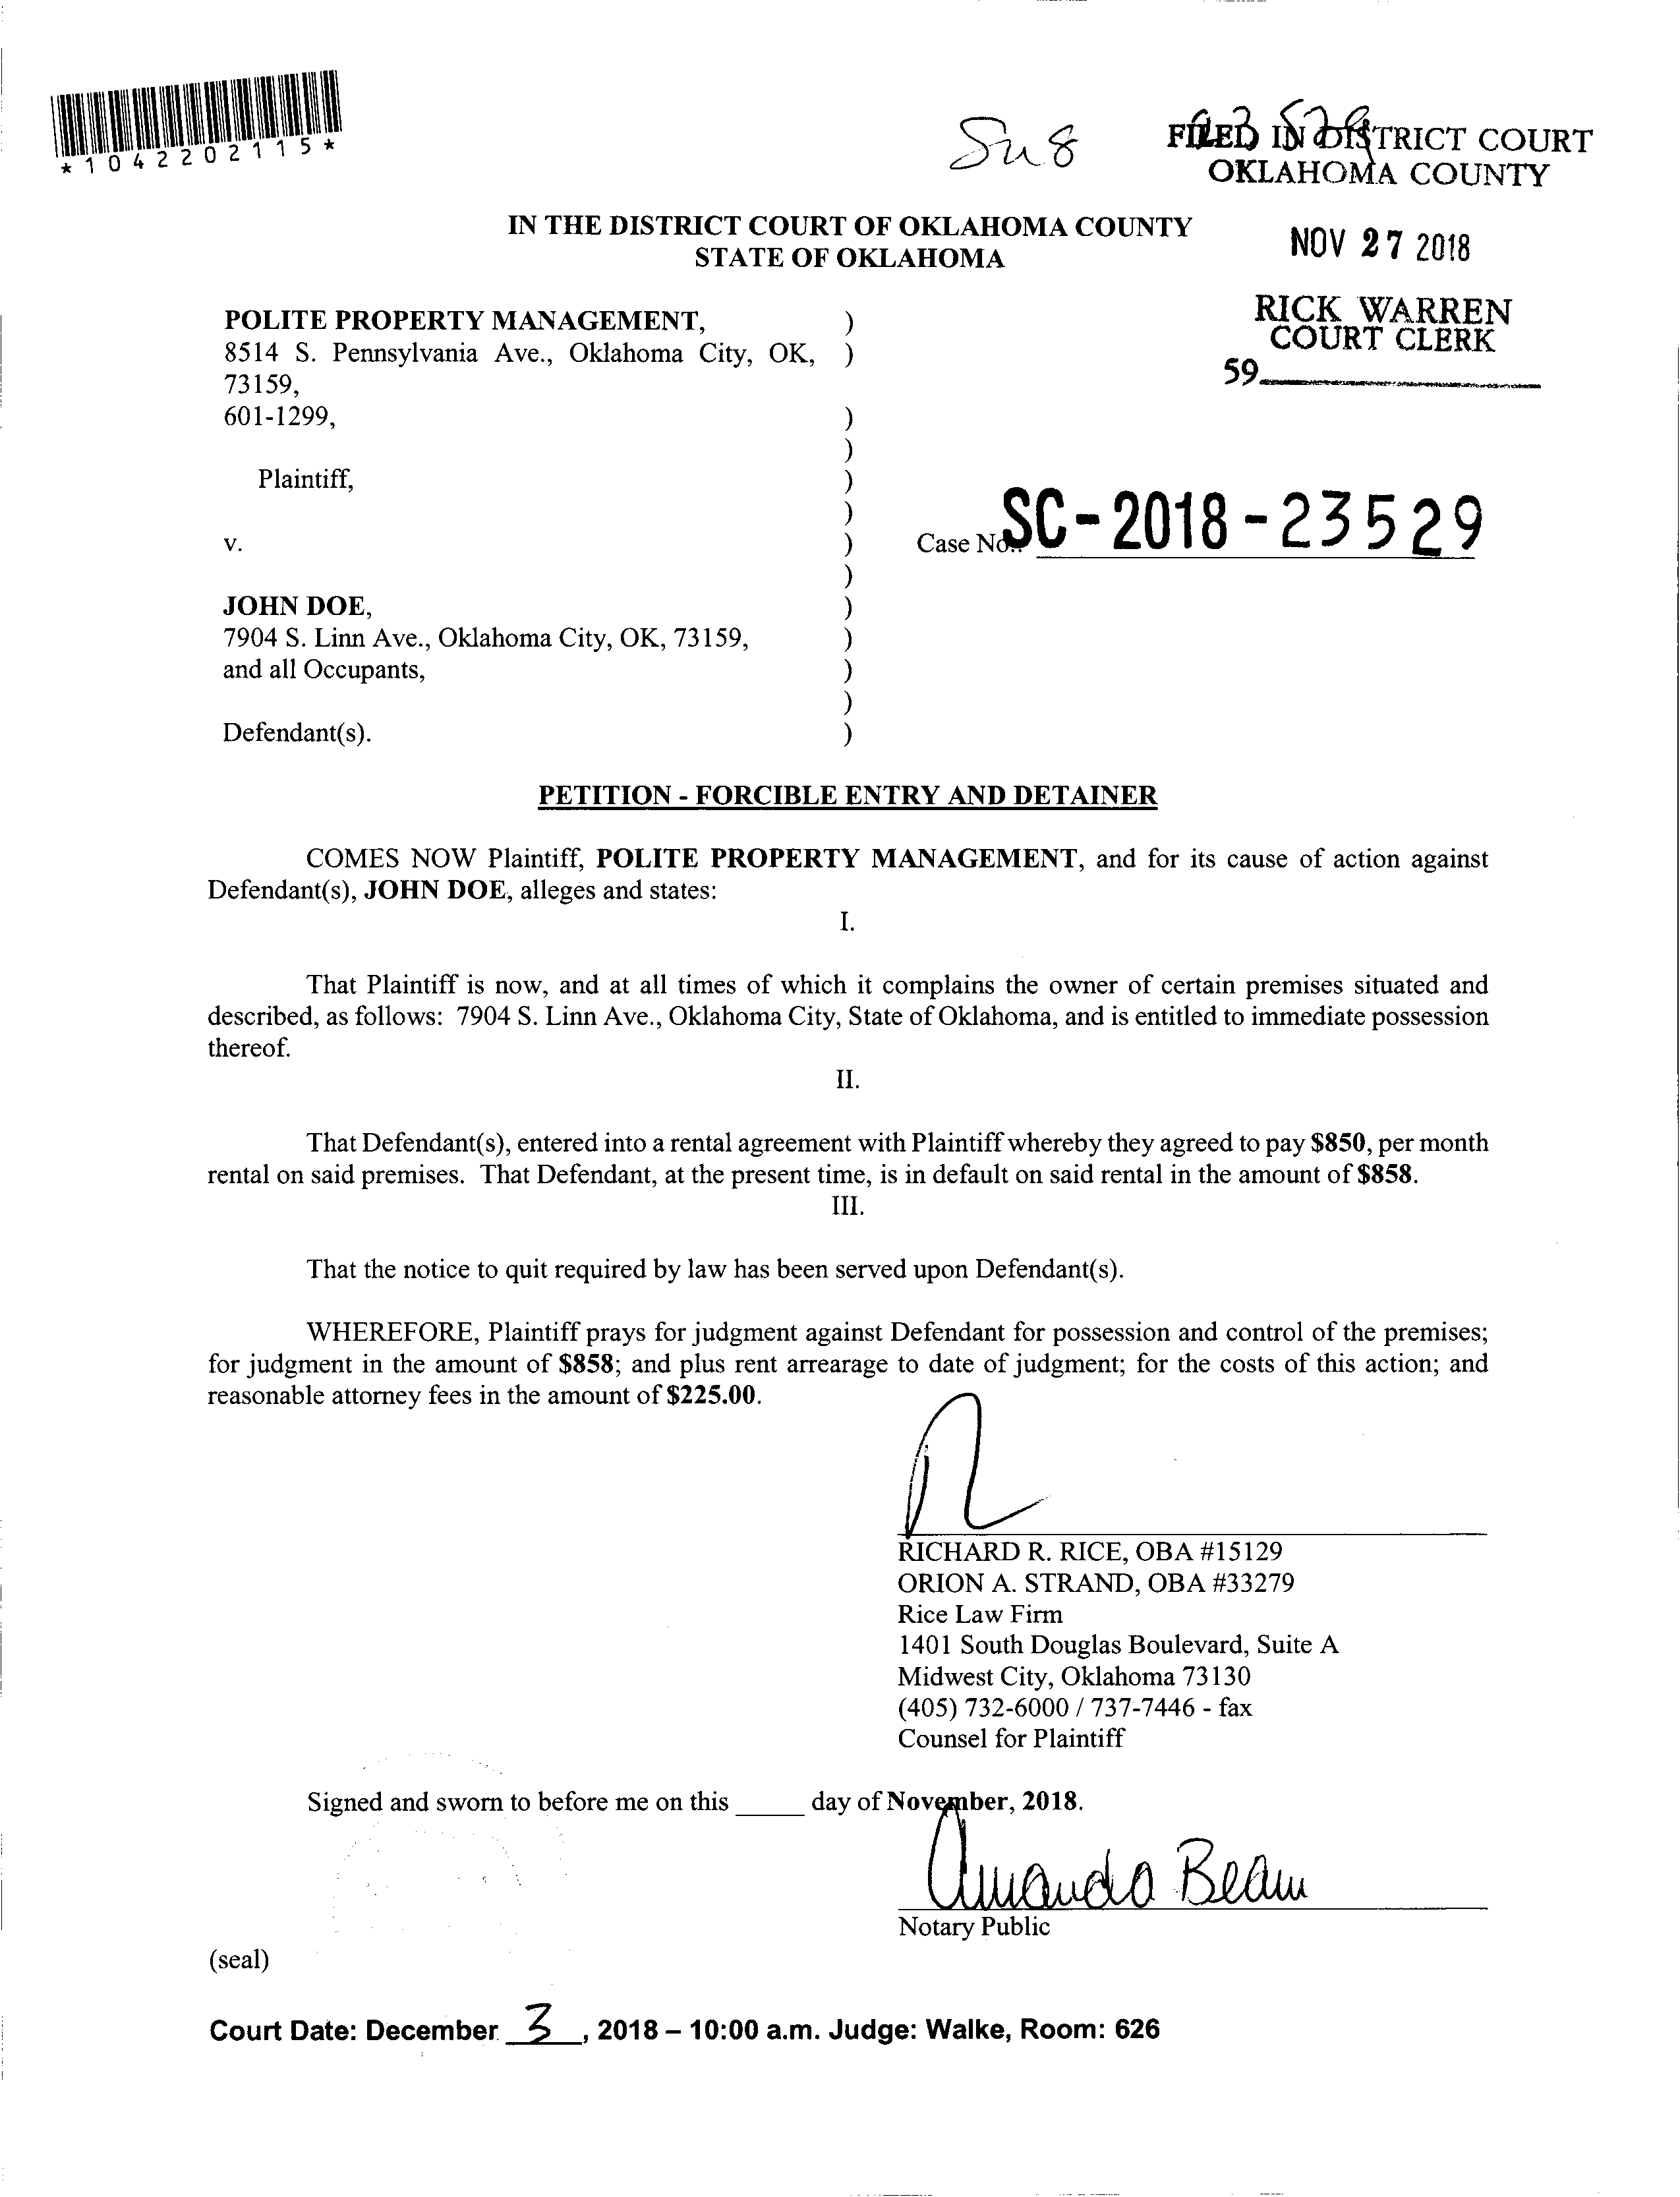 *1042202115*
FILED IN DISTRICT COURT
OKLAHOMA COUNTY
IN THE DISTRICT COURT OF OKLAHOMA COUNTY
STATE OF OKLAHOMA
NOV 27 2018
RICK WARREN
COURT CLERK
59
POLITE PROPERTY MANAGEMENT, )
8514 S. Pennsylvania Ave., Oklahoma City, OK, )
73159,
601-1299, )
)
Plaintiff, )
)
v. ) Case No.: SC-2018-23529
)
JOHN DOE, )
7904 S. Linn Ave., Oklahoma City, OK, 73159, )
and all Occupants, )
)
Defendant(s). )
PETITION - FORCIBLE ENTRY AND DETAINER
COMES NOW Plaintiff, POLITE PROPERTY MANAGEMENT, and for its cause of action against
Defendant(s), JOHN DOE, alleges and states:
I.
That Plaintiff is now, and at all times of which it complains the owner of certain premises situated and
described, as follows: 7904 S. Linn Ave., Oklahoma City, State of Oklahoma, and is entitled to immediate possession
thereof.
II.
That Defendant(s), entered into a rental agreement with Plaintiff whereby they agreed to pay $850, per month
rental on said premises. That Defendant, at the present time, is in default on said rental in the amount of $858.
III.
That the notice to quit required by law has been served upon Defendant(s).
WHEREFORE, Plaintiff prays for judgment against Defendant for possession and control of the premises;
for judgment in the amount of $858; and plus rent arrearage to date of judgment; for the costs of this action; and
reasonable attorney fees in the amount of $225.00.
RICHARD R. RICE, OBA #15129
ORION A. STRAND, OBA #33279
Rice Law Firm
1401 South Douglas Boulevard, Suite A
Midwest City, Oklahoma 73130
(405) 732-6000 / 737-7446 - fax
Counsel for Plaintiff
Signed and sworn to before me on this _____ day of November, 2018.
Amanda Beam
Notary Public
(seal)
Court Date: December 3, 2018 – 10:00 a.m. Judge: Walke, Room: 626